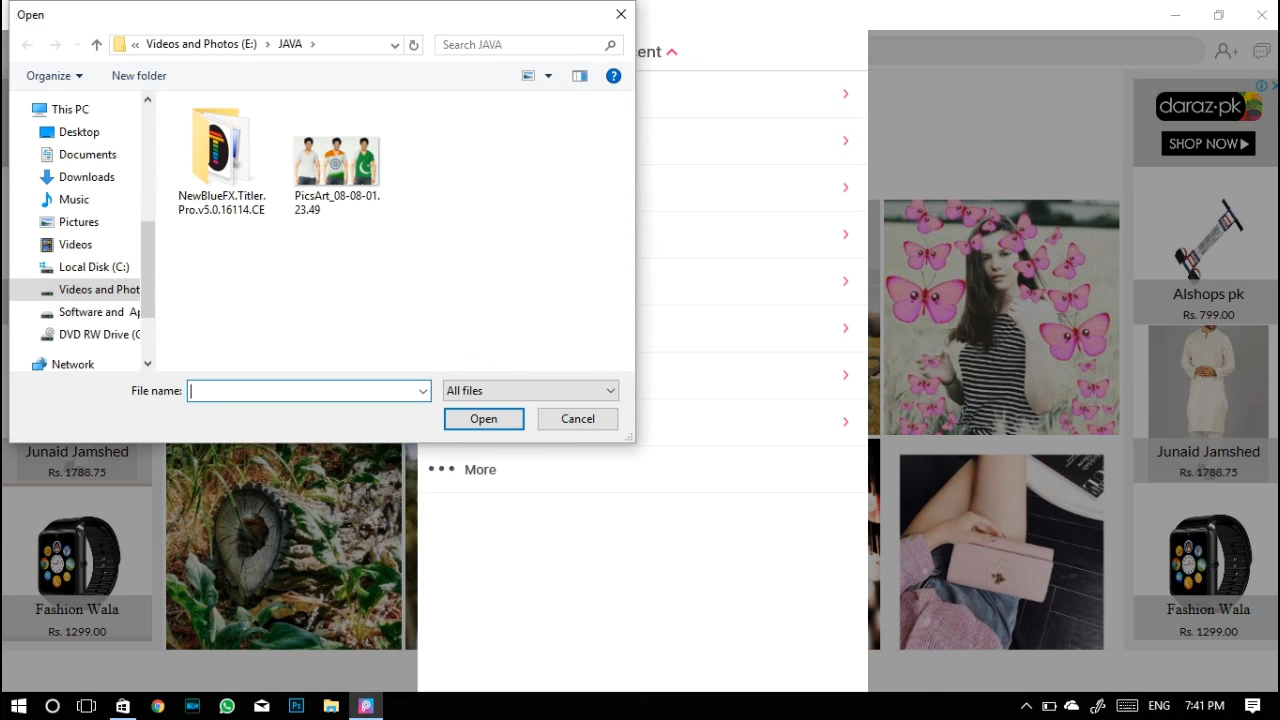 Open
« Videos and Photos (E:) > JAVA >
Search JAVA
Organize
New folder
This PC
Desktop
Documents
Downloads
Music
Pictures
Videos
Local Disk (C:)
Videos and Phot
Software and Ap
DVD RW Drive (
Network
NewBlueFX.Titler.
Pro.v5.0.16114.CE
PicsArt_08-08-01.
23.49
File name:
All files
Open
Cancel
ent
More
Junaid Jamshed
Rs. 1788.75
Fashion Wala
Rs. 1299.00
daraz.pk
SHOP NOW
Alshops pk
Rs. 799.00
Junaid Jamshed
Rs. 1788.75
Fashion Wala
Rs. 1299.00
ENG
7:41 PM